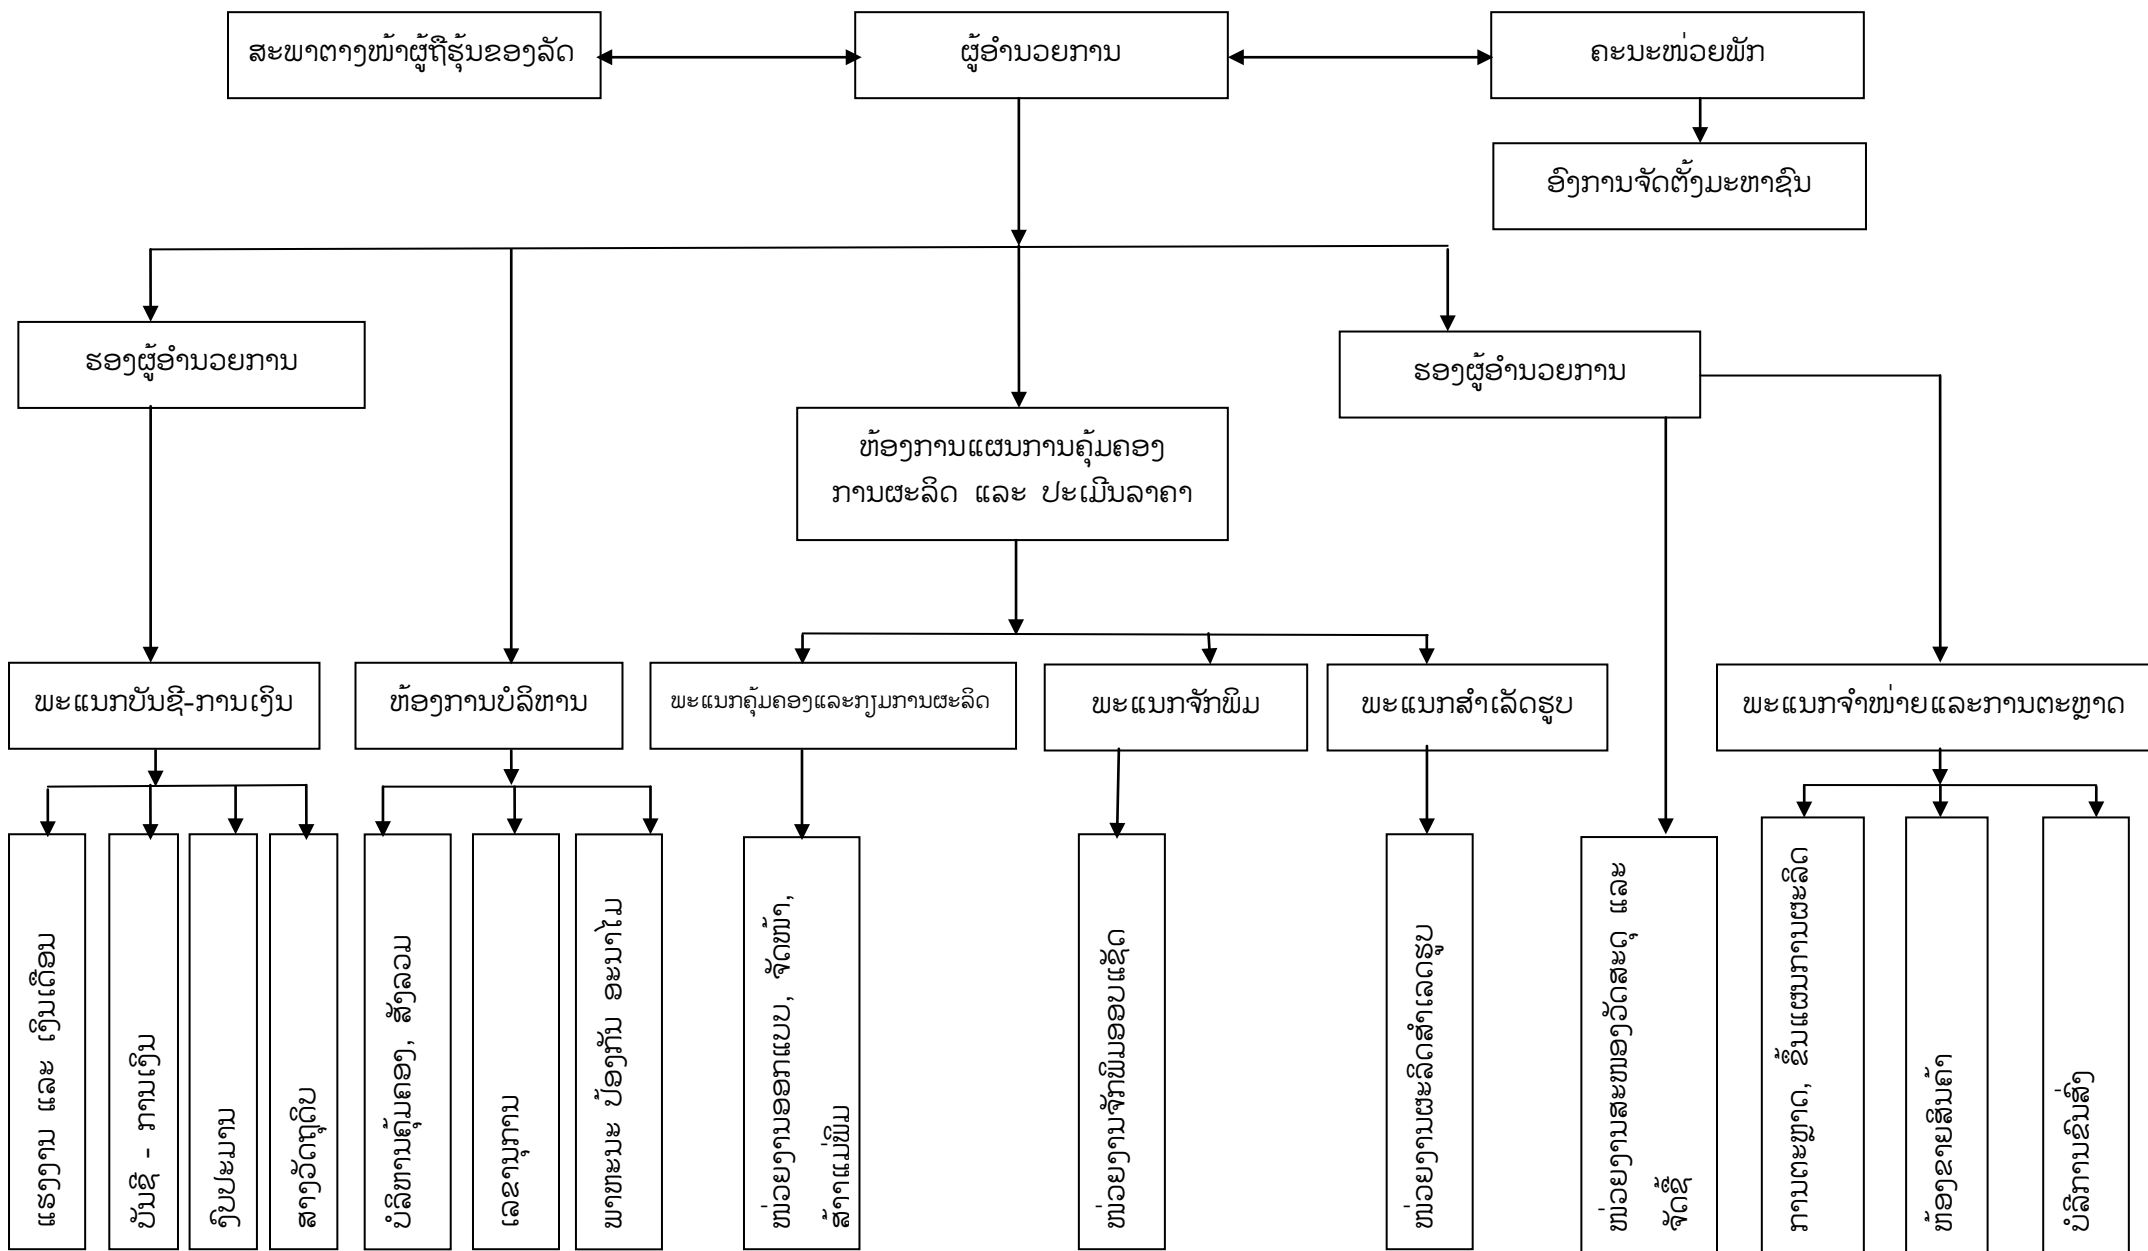 ສະພາຕາງໜ້າຜູ້ຖືຮຸ້ນຂອງລັດ
ຜູ້ອຳນວຍການ
ຄະນະໜ່ວຍພັກ
ອົງການຈັດຕັ້ງມະຫາຊົນ
ຮອງຜູ້ອຳນວຍການ
ຮອງຜູ້ອຳນວຍການ
ຫ້ອງການແຜນການຄຸ້ມຄອງ
ການຜະລິດ ແລະ ປະເມີນລາຄາ
ພະແນກບັນຊີ-ການເງິນ
ຫ້ອງການບໍລິຫານ
ພະແນກຄຸ້ມຄອງແລະກຽມການຜະລິດ
ພະແນກຈັກພິມ
ພະແນກສຳເລັດຮູບ
ພະແນກຈຳໜ່າຍແລະການຕະຫຼາດ
ແຮງງານ ແລະ ເງິນເດືອນ
ບັນຊີ - ການເງິນ
ງົບປະມານ
ສາງວັດຖຸດິບ
ບໍລິຫານຄຸ້ມຄອງ, ສັງລວມ
ເລຂານຸການ
ພາຫະນະ ປ້ອງກັນ ອະນາໄມ
ໜ່ວຍງານອອກແບບ, ຈັດໜ້າ,
ສ້າງແມ່ພິມ
ໜ່ວຍງານຈັກພິມອອບເຊັດ
ໜ່ວຍງານຜະລິດສຳເລດຮູບ
ໜ່ວຍງານສະໜອງວັດສະດຸ ແລະ
ຈັດຊື້
ການຕະຫຼາດ, ຂຶ້ນແຜນການຜະລິດ
ຫ້ອງຂາຍສິນຄ້າ
ບໍລິການຂົນສົ່ງ